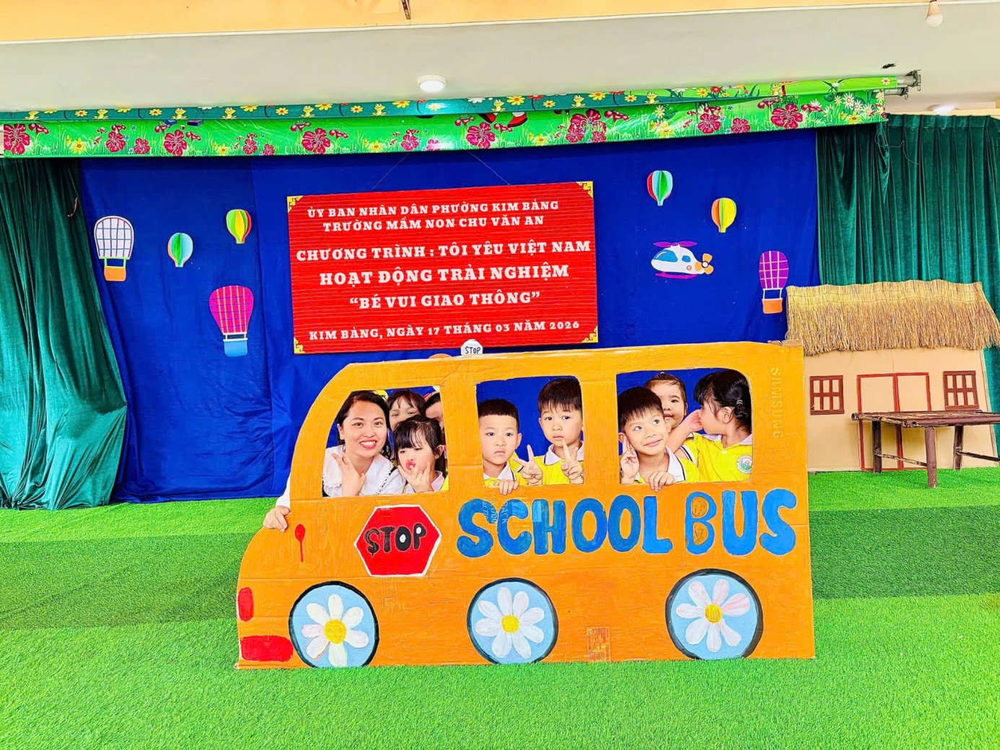 ỦY BAN NHÂN DÂN PHƯỜNG KIM BẢNG
TRƯỜNG MẦM NON CHU VĂN AN
CHƯƠNG TRÌNH : TÔI YÊU VIỆT NAM
HOẠT ĐỘNG TRẢI NGHIỆM
“BÉ VUI GIAO THÔNG”
KIM BẢNG, NGÀY 17 THÁNG 03 NĂM 2026
STOP
SAMSUNG
STOP
SCHOOL BUS